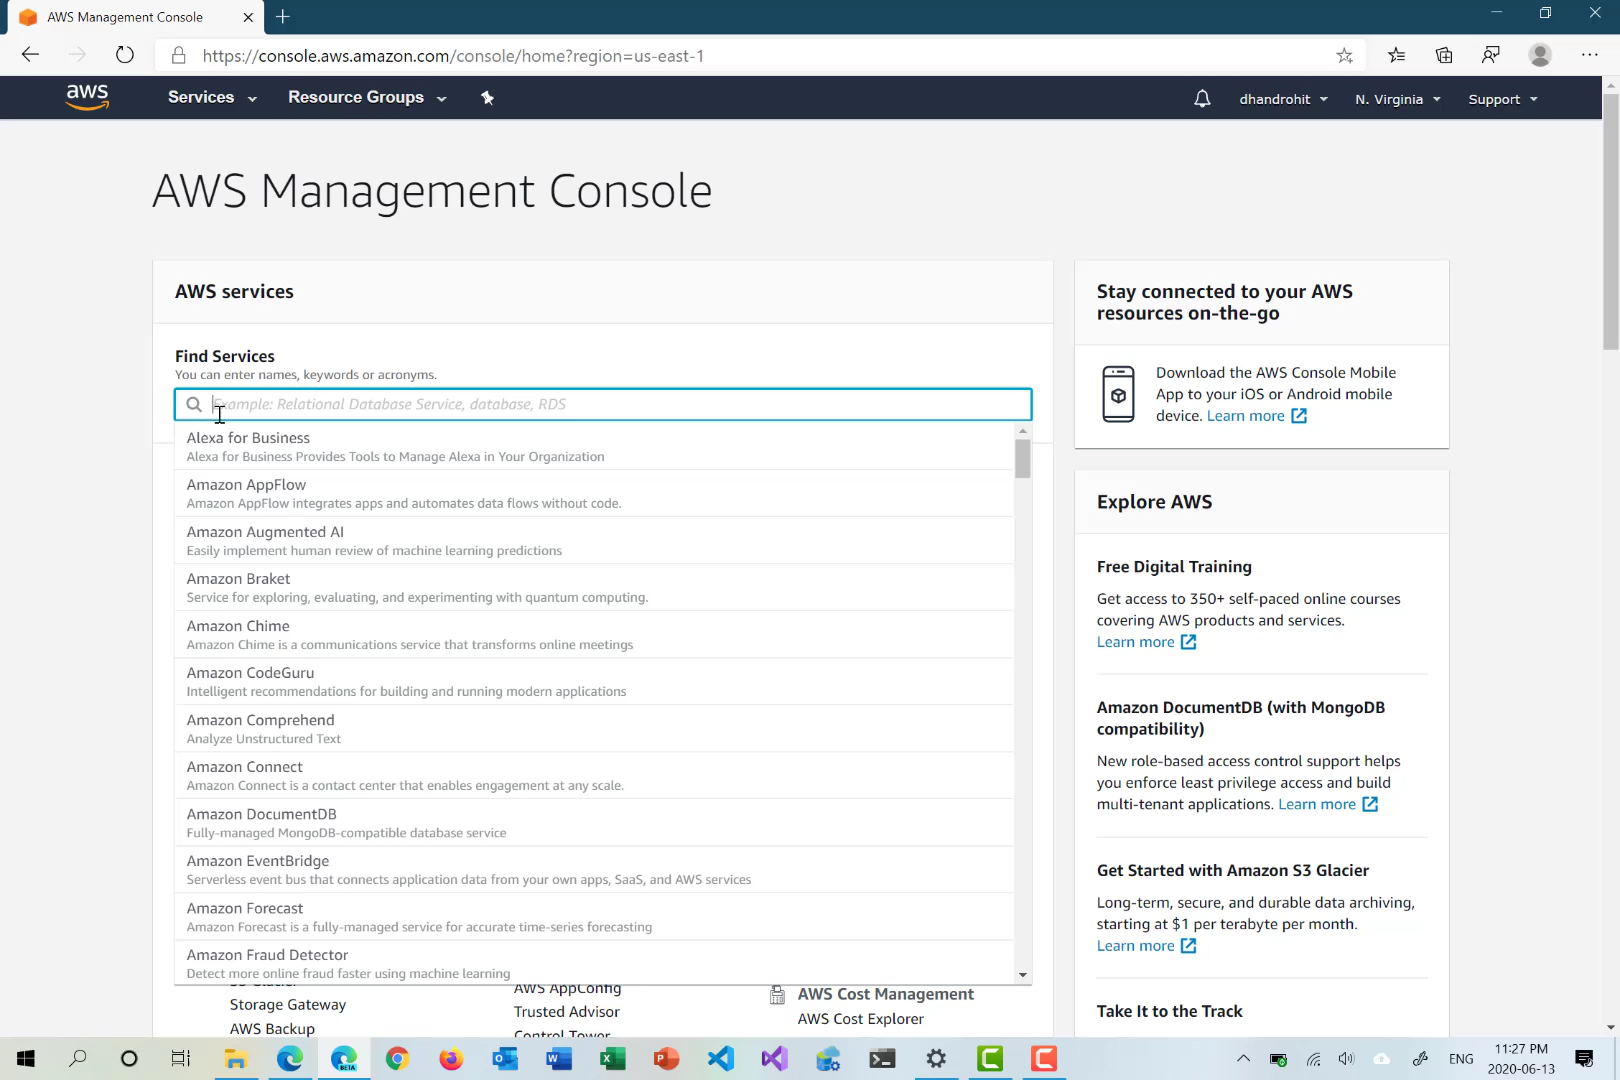 AWS Management Console
https://console.aws.amazon.com/console/home?region=us-east-1
aws
Services
Resource Groups
dhandrohit
N. Virginia
Support
AWS Management Console
AWS services
Find Services
You can enter names, keywords or acronyms.
Example: Relational Database Service, database, RDS
Alexa for Business
Alexa for Business Provides Tools to Manage Alexa in Your Organization
Amazon AppFlow
Amazon AppFlow integrates apps and automates data flows without code.
Amazon Augmented AI
Easily implement human review of machine learning predictions
Amazon Braket
Service for exploring, evaluating, and experimenting with quantum computing.
Amazon Chime
Amazon Chime is a communications service that transforms online meetings
Amazon CodeGuru
Intelligent recommendations for building and running modern applications
Amazon Comprehend
Analyze Unstructured Text
Amazon Connect
Amazon Connect is a contact center that enables engagement at any scale.
Amazon DocumentDB
Fully-managed MongoDB-compatible database service
Amazon EventBridge
Serverless event bus that connects application data from your own apps, SaaS, and AWS services
Amazon Forecast
Amazon Forecast is a fully-managed service for accurate time-series forecasting
Amazon Fraud Detector
Detect more online fraud faster using machine learning
Storage Gateway
AWS Backup
AWS AppConfig
Trusted Advisor
Control Tower
AWS Cost Management
AWS Cost Explorer
Stay connected to your AWS
resources on-the-go
Download the AWS Console Mobile
App to your iOS or Android mobile
device. Learn more
Explore AWS
Free Digital Training
Get access to 350+ self-paced online courses
covering AWS products and services.
Learn more
Amazon DocumentDB (with MongoDB
compatibility)
New role-based access control support helps
you enforce least privilege access and build
multi-tenant applications. Learn more
Get Started with Amazon S3 Glacier
Long-term, secure, and durable data archiving,
starting at $1 per terabyte per month.
Learn more
Take It to the Track
BETA
ENG
11:27 PM
2020-06-13